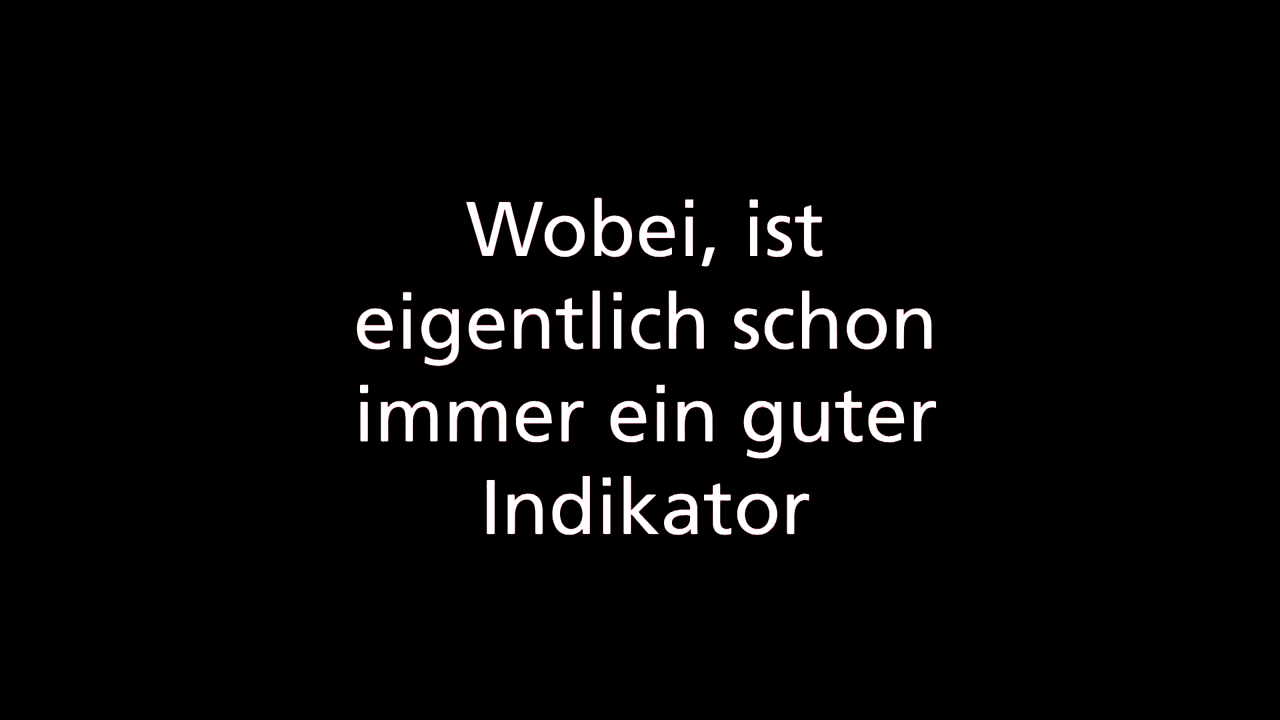 Wobei, ist
eigentlich schon
immer ein guter
Indikator